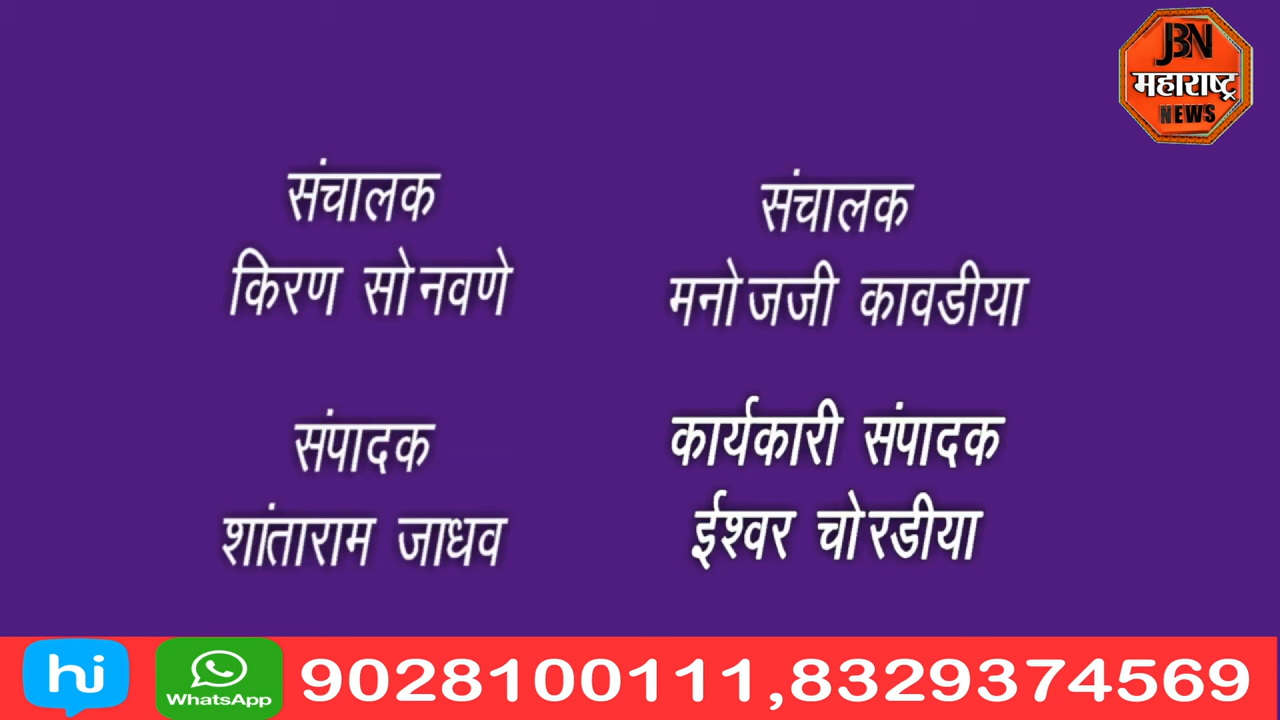 JBN
महाराष्ट्र
NEWS
संचालक
किरण सोनवणे
संचालक
मनोजजी कावडीया
संपादक
शांताराम जाधव
कार्यकारी संपादक
ईश्वर चोरडीया
hi
WhatsApp
9028100111,8329374569